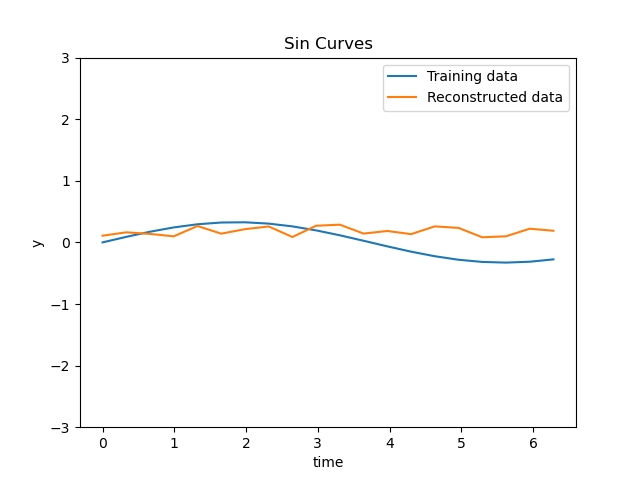 Sin Curves
Training data
Reconstructed data
3
2
1
0
−1
−2
−3
y
0 1 2 3 4 5 6
time